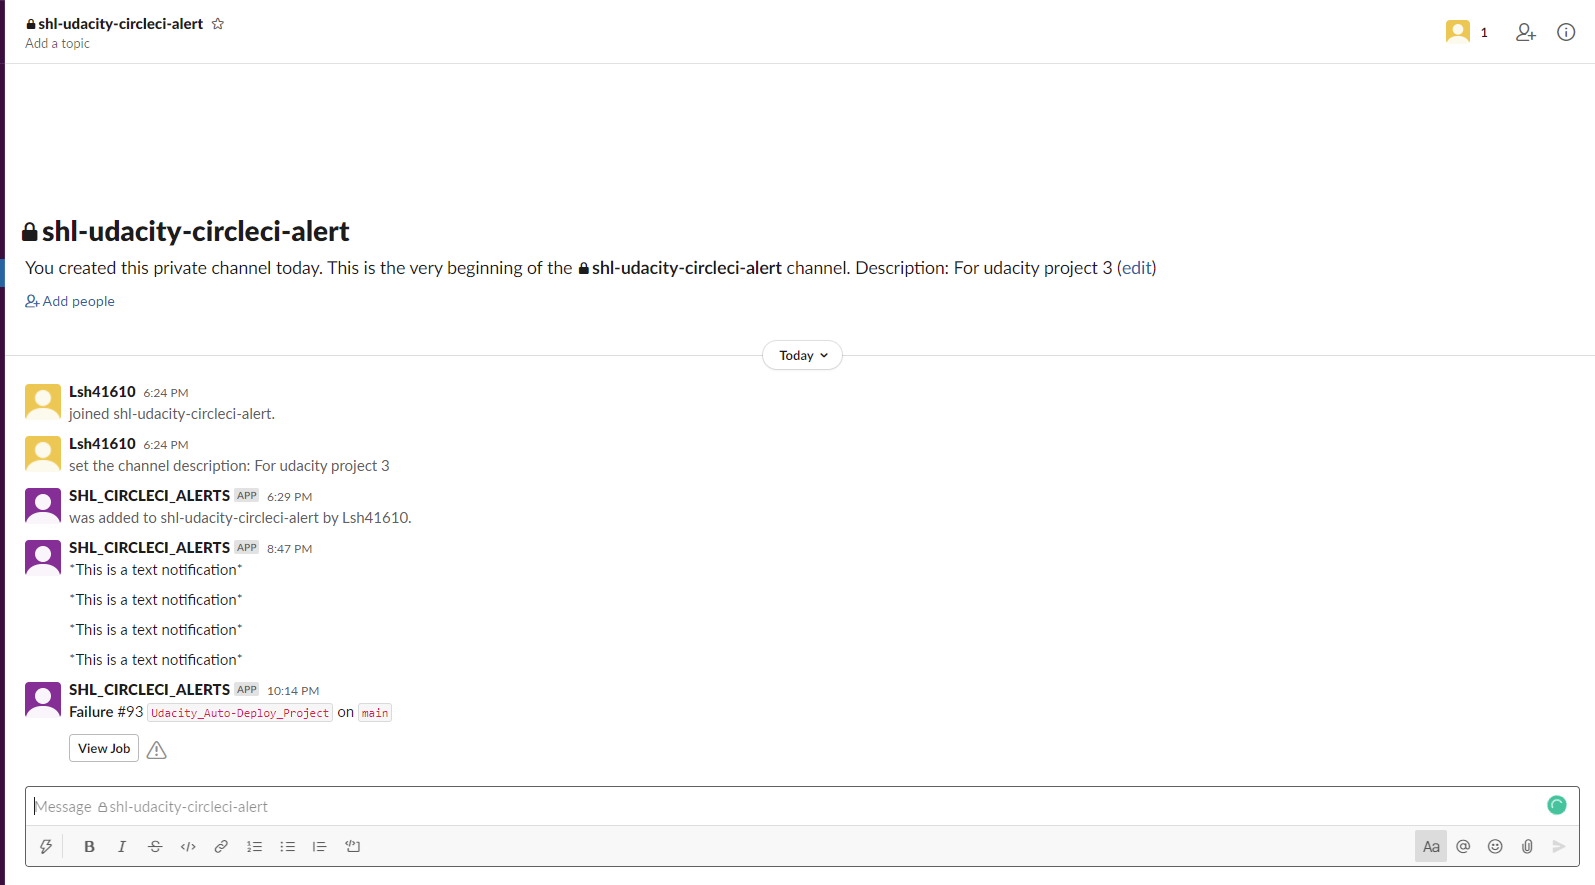 shl-udacity-circleci-alert
Add a topic
1
shl-udacity-circleci-alert
You created this private channel today. This is the very beginning of the shl-udacity-circleci-alert channel. Description: For udacity project 3 (edit)
Add people
Today
Lsh41610 6:24 PM
joined shl-udacity-circleci-alert.
Lsh41610 6:24 PM
set the channel description: For udacity project 3
SHL_CIRCLECI_ALERTS APP 6:29 PM
was added to shl-udacity-circleci-alert by Lsh41610.
SHL_CIRCLECI_ALERTS APP 8:47 PM
*This is a text notification*
*This is a text notification*
*This is a text notification*
*This is a text notification*
SHL_CIRCLECI_ALERTS APP 10:14 PM
Failure #93 Udacity_Auto-Deploy_Project on main
View Job
Message shl-udacity-circleci-alert
B I S </> Aa @